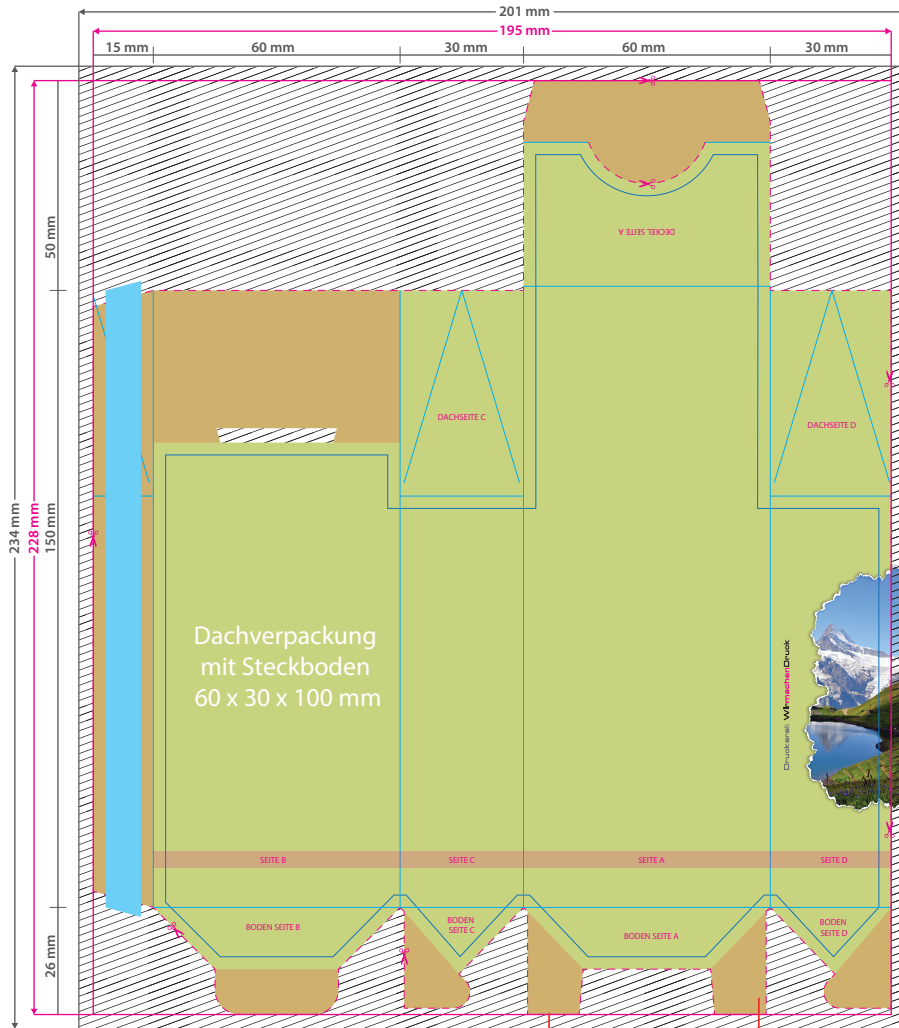 201 mm
195 mm
15 mm
60 mm
30 mm
60 mm
30 mm
50 mm
DECKEL SEITE A
DACHSEITE C
DACHSEITE D
234 mm
228 mm
150 mm
Dachverpackung
mit Steckboden
60 x 30 x 100 mm
Druckerei: WIRmachenDruck
SEITE B
SEITE C
SEITE A
SEITE D
BODEN SEITE B
BODEN
SEITE C
BODEN SEITE A
BODEN
SEITE D
26 mm